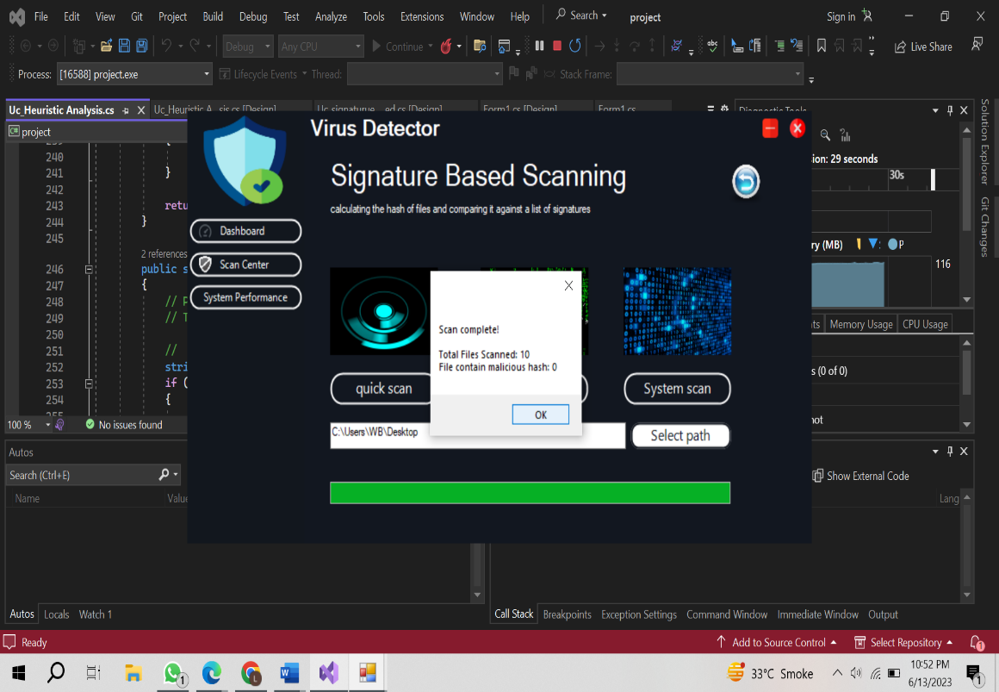 File Edit View Git Project Build Debug Test Analyze Tools Extensions Window Help Search project Sign in
Debug Any CPU Continue Live Share
Process: [16588] project.exe Lifecycle Events Thread: Stack Frame:
Uc_Heuristic Analysis.cs Uc_Heuristic A sis.cs [Design] Uc_signaturue ed.cs [Design] Form1.cs [Design] Form1.cs Diagnostic Tools
project
Virus Detector
Signature Based Scanning
calculating the hash of files and comparing it against a list of signatures
Dashboard
Scan Center
System Performance
240
241 }
242
243 retu
244 }
245
2 references
246 public s
247 {
248 // P
249 // T
250
251 //
252 stri
253 if (
254 {
255
ion: 29 seconds
30s
ry (MB) P
116
ts Memory Usage CPU Usage
s (0 of 0)
ot
Scan complete!
Total Files Scanned: 10
File contain malicious hash: 0
OK
quick scan System scan
C:\Users\WB\Desktop Select path
100 % No issues found
Autos
Search (Ctrl+E)
Name Value
Show External Code
Lang
Autos Locals Watch 1
Call Stack Breakpoints Exception Settings Command Window Immediate Window Output
Solution Explorer
Git Changes
Ready Add to Source Control Select Repository 1
1 L 33°C Smoke 10:52 PM
6/13/2023 1